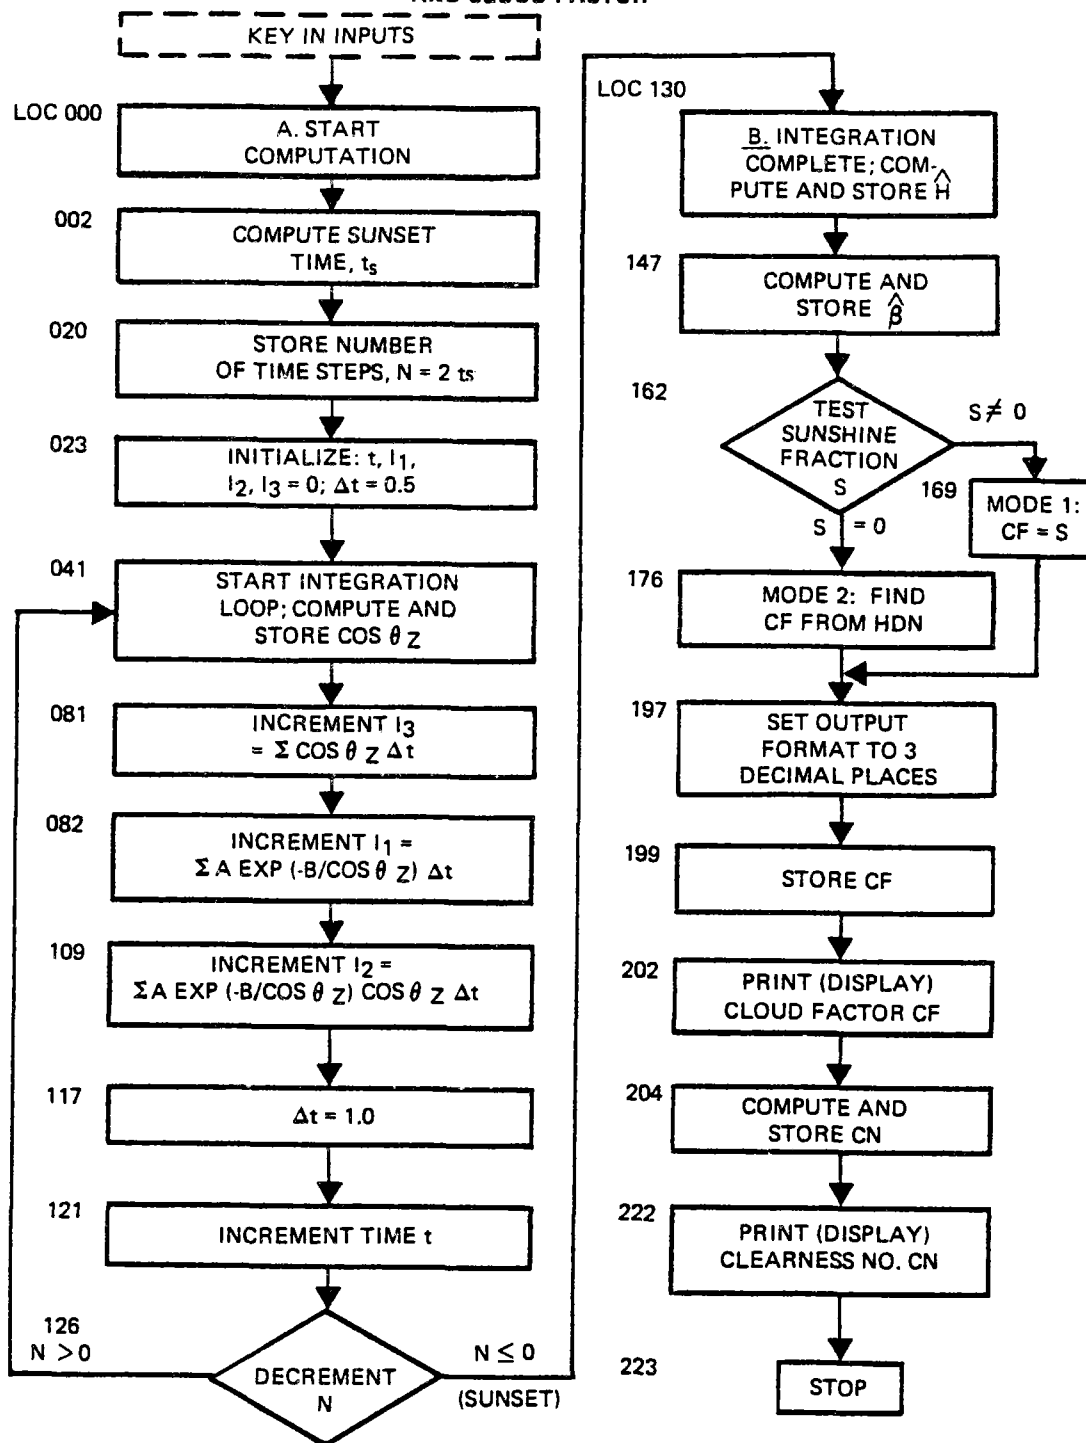 AND CLOUD FACTOR
KEY IN INPUTS
LOC 000
A. START
COMPUTATION
002
COMPUTE SUNSET
TIME, ts
020
STORE NUMBER
OF TIME STEPS, N = 2 ts
023
INITIALIZE: t, I1,
I2, I3 = 0; Δt = 0.5
041
START INTEGRATION
LOOP; COMPUTE AND
STORE COS θ Z
081
INCREMENT I3
= Σ COS θ Z Δt
082
INCREMENT I1 =
Σ A EXP (-B/COS θ Z) Δt
109
INCREMENT I2 =
ΣA EXP (-B/COS θ Z) COS θ Z Δt
117
Δt = 1.0
121
INCREMENT TIME t
126
N > 0
DECREMENT
N
N ≤ 0
(SUNSET)
LOC 130
B. INTEGRATION
COMPLETE; COM-
PUTE AND STORE Ĥ
147
COMPUTE AND
STORE β̂
162
TEST
SUNSHINE
FRACTION
S
S ≠ 0
S = 0
169
MODE 1:
CF = S
176
MODE 2: FIND
CF FROM HDN
197
SET OUTPUT
FORMAT TO 3
DECIMAL PLACES
199
STORE CF
202
PRINT (DISPLAY)
CLOUD FACTOR CF
204
COMPUTE AND
STORE CN
222
PRINT (DISPLAY)
CLEARNESS NO. CN
223
STOP